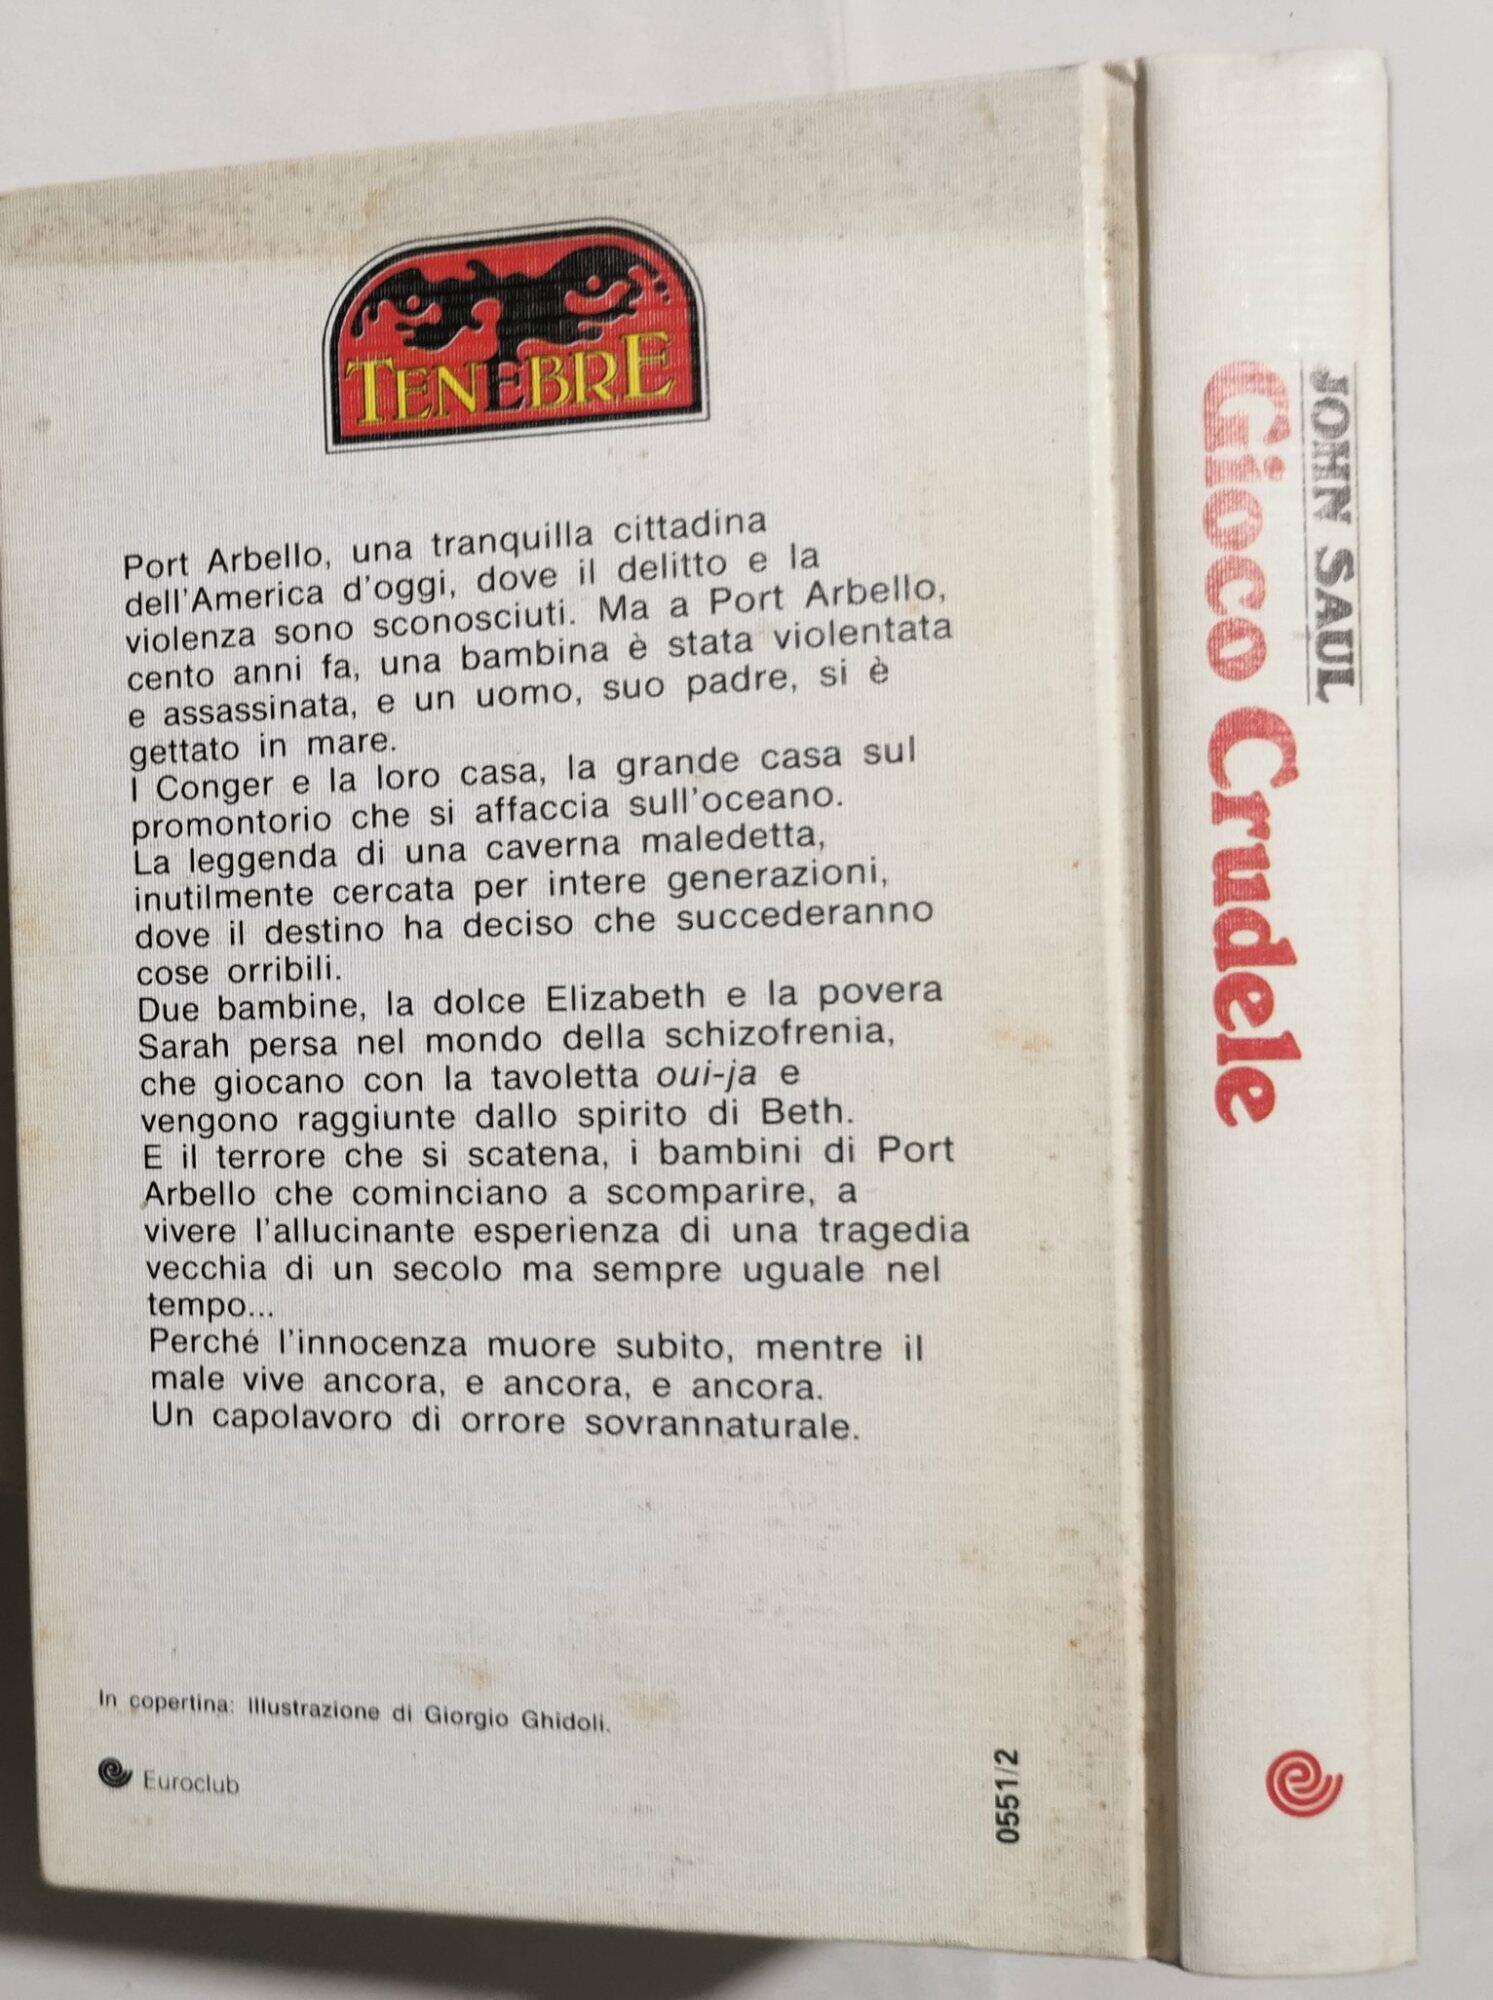 TENEBRE
Port Arbello, una tranquilla cittadina
dell'America d'oggi, dove il delitto e la
violenza sono sconosciuti. Ma a Port Arbello,
cento anni fa, una bambina è stata violentata
e assassinata, e un uomo, suo padre, si è
gettato in mare.
I Conger e la loro casa, la grande casa sul
promontorio che si affaccia sull'oceano.
La leggenda di una caverna maledetta,
inutilmente cercata per intere generazioni,
dove il destino ha deciso che succederanno
cose orribili.
Due bambine, la dolce Elizabeth e la povera
Sarah persa nel mondo della schizofrenia,
che giocano con la tavoletta oui-ja e
vengono raggiunte dallo spirito di Beth.
E il terrore che si scatena, i bambini di Port
Arbello che cominciano a scomparire, a
vivere l'allucinante esperienza di una tragedia
vecchia di un secolo ma sempre uguale nel
tempo...
Perché l'innocenza muore subito, mentre il
male vive ancora, e ancora, e ancora.
Un capolavoro di orrore sovrannaturale.
In copertina: Illustrazione di Giorgio Ghidoli.
Euroclub
0551/2
JOHN SAUL
Gioco Crudele